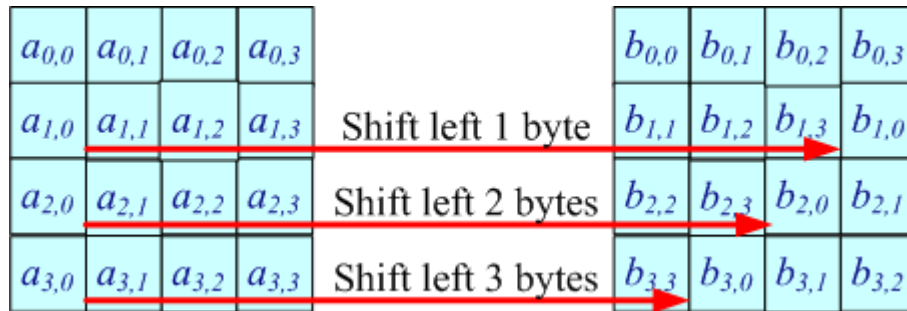 a0,0 a0,1 a0,2 a0,3 b0,0 b0,1 b0,2 b0,3
a1,0 a1,1 a1,2 a1,3 Shift left 1 byte b1,1 b1,2 b1,3 b1,0
a2,0 a2,1 a2,2 a2,3 Shift left 2 bytes b2,2 b2,3 b2,0 b2,1
a3,0 a3,1 a3,2 a3,3 Shift left 3 bytes b3,3 b3,0 b3,1 b3,2